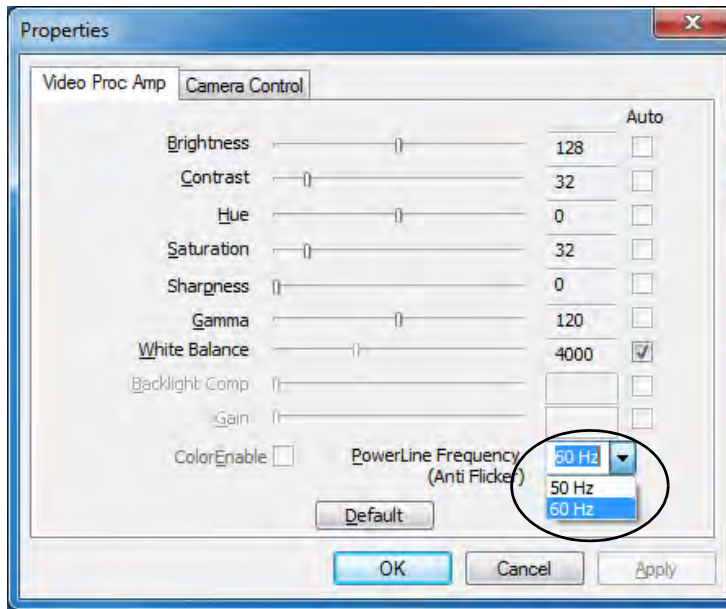 Properties
Video Proc Amp Camera Control
Auto
Brightness 128
Contrast 32
Hue 0
Saturation 32
Sharpness 0
Gamma 120
White Balance 4000
Backlight Comp
Gain
ColorEnable PowerLine Frequency 60 Hz
(Anti Flicker)
50 Hz
60 Hz
Default
OK Cancel Apply